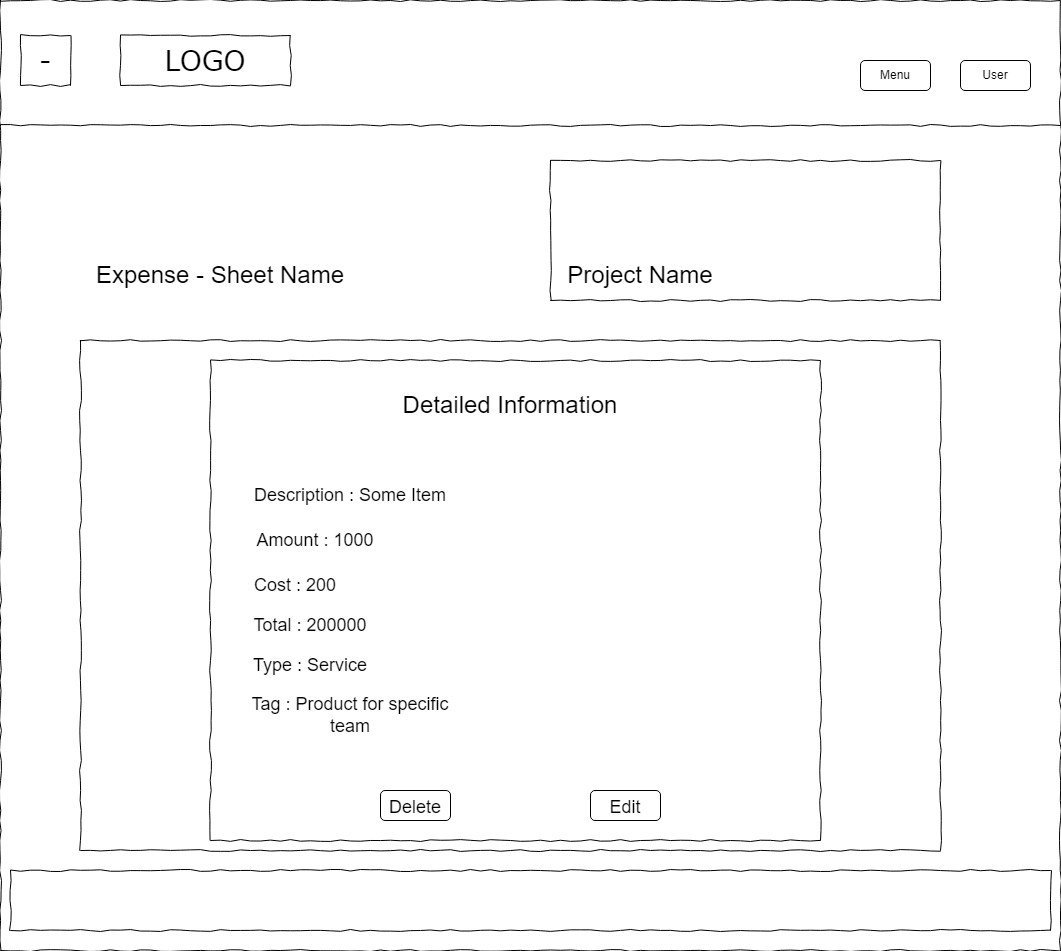 -
LOGO
Menu
User
Expense - Sheet Name
Project Name
Detailed Information
Description : Some Item
Amount : 1000
Cost : 200
Total : 200000
Type : Service
Tag : Product for specific
team
Delete
Edit